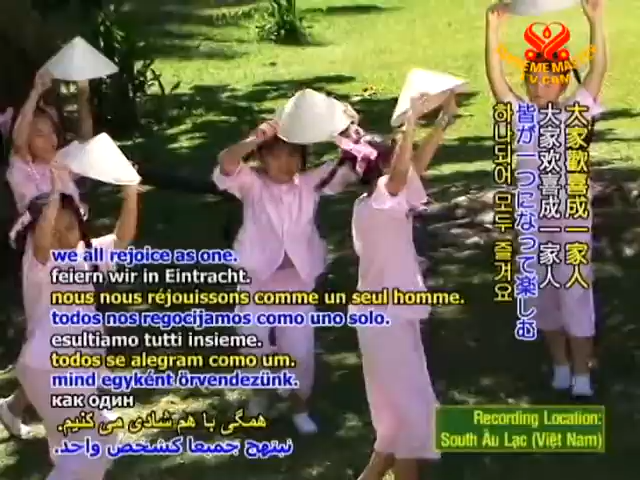 SUPREME MASTER
TV.COM
大家歡喜成一家人
大家欢喜成一家人
皆が一つになって楽しむ
하나되어 모두 즐겨요
we all rejoice as one.
feiern wir in Eintracht.
nous nous réjouissons comme un seul homme.
todos nos regocijamos como uno solo.
esultiamo tutti insieme.
todos se alegram como um.
mind egyként örvendezünk.
как один
همگی با هم شادی می کنیم.
نبتهج جميعا كشخص واحد.
Recording Location:
South Âu Lạc (Việt Nam)